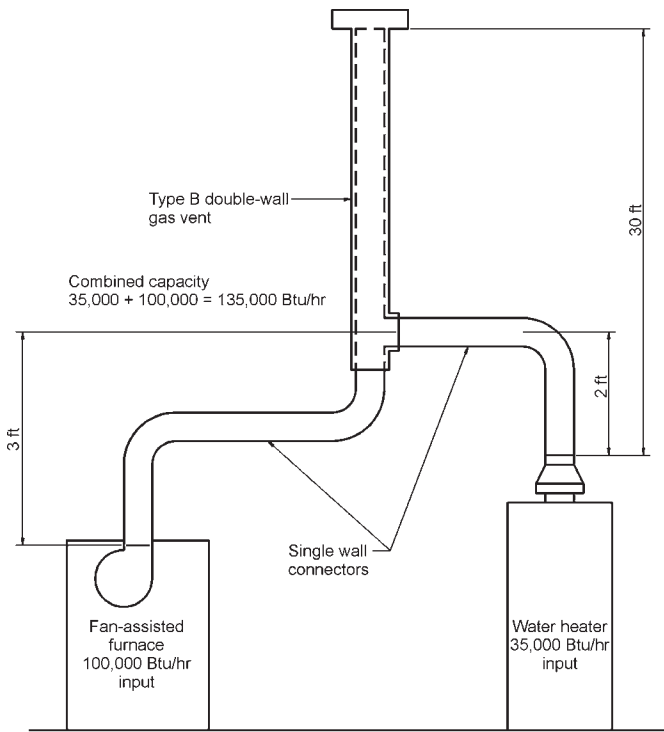 Type B double-wall
gas vent
30 ft
Combined capacity
35,000 + 100,000 = 135,000 Btu/hr
3 ft
2 ft
Single wall
connectors
Fan-assisted
furnace
100,000 Btu/hr
input
Water heater
35,000 Btu/hr
input